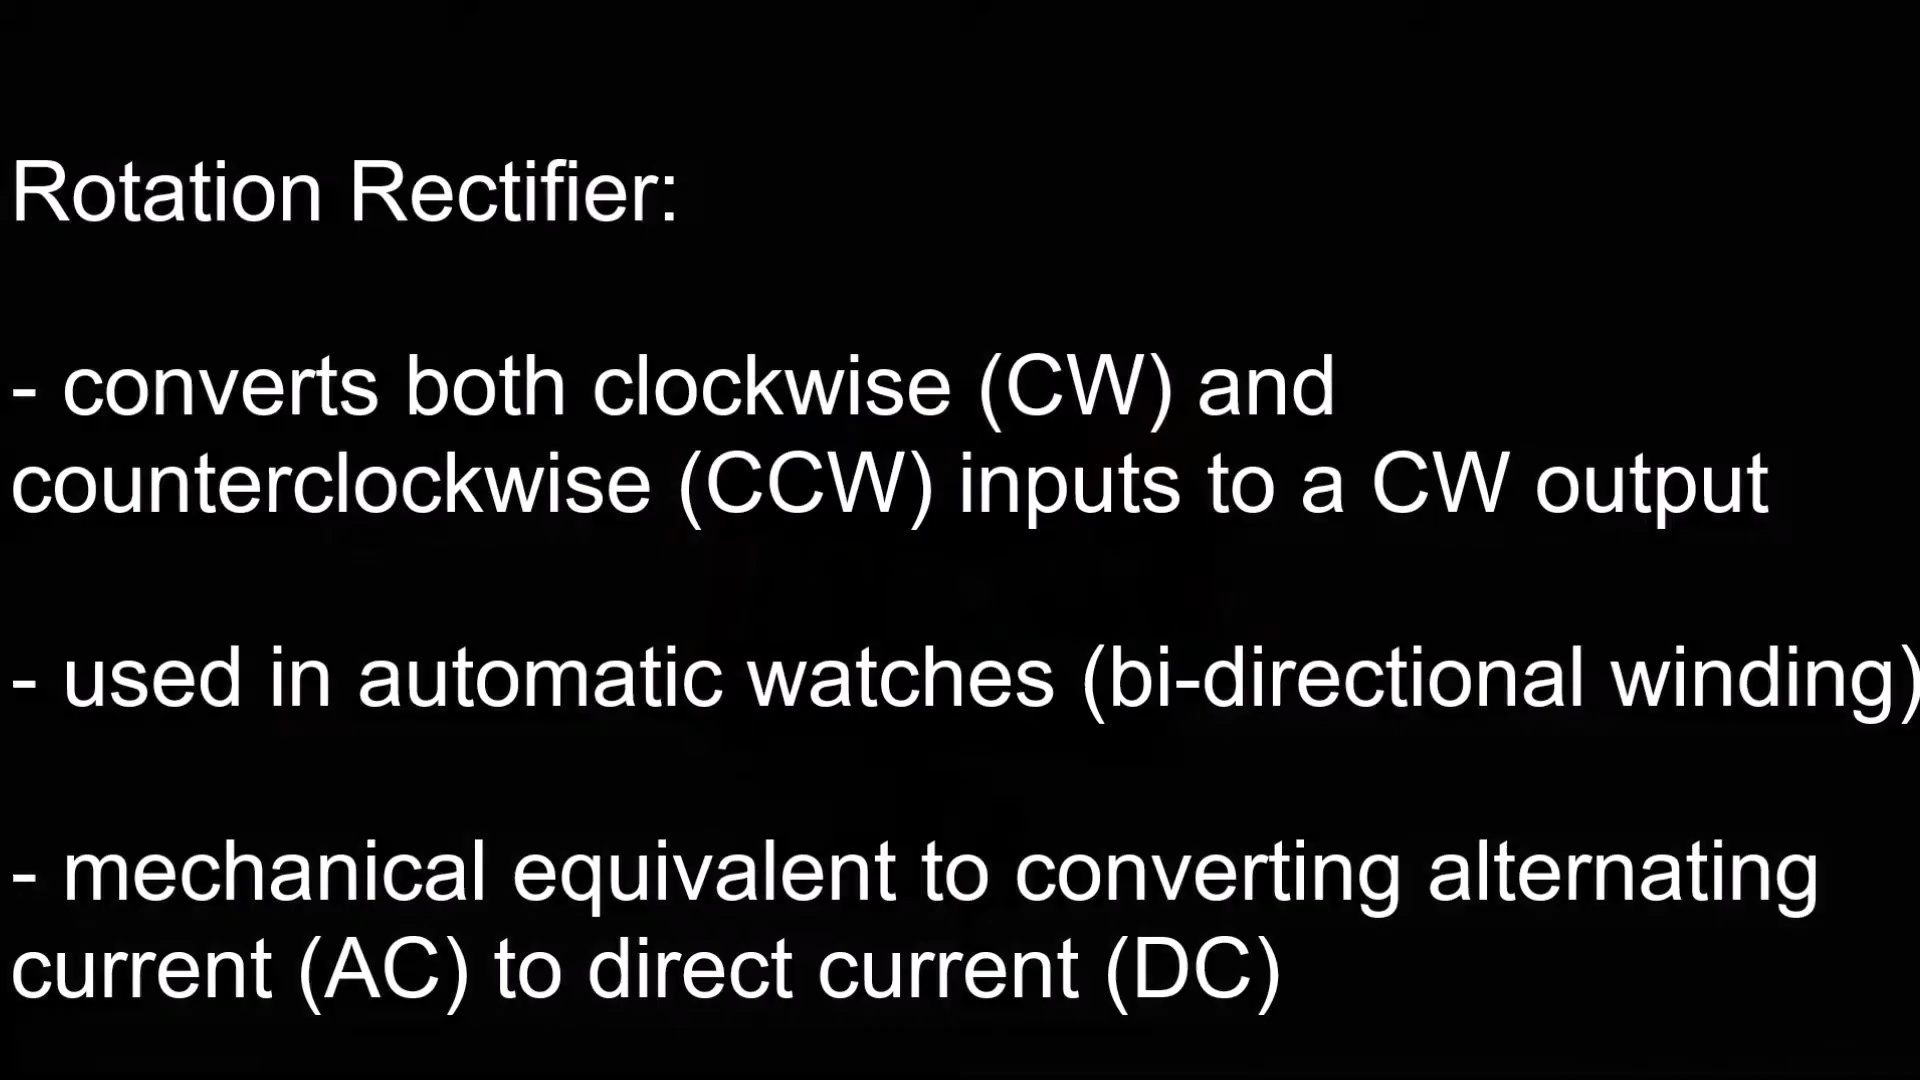 Rotation Rectifier:
- converts both clockwise (CW) and
counterclockwise (CCW) inputs to a CW output
- used in automatic watches (bi-directional winding)
- mechanical equivalent to converting alternating
current (AC) to direct current (DC)